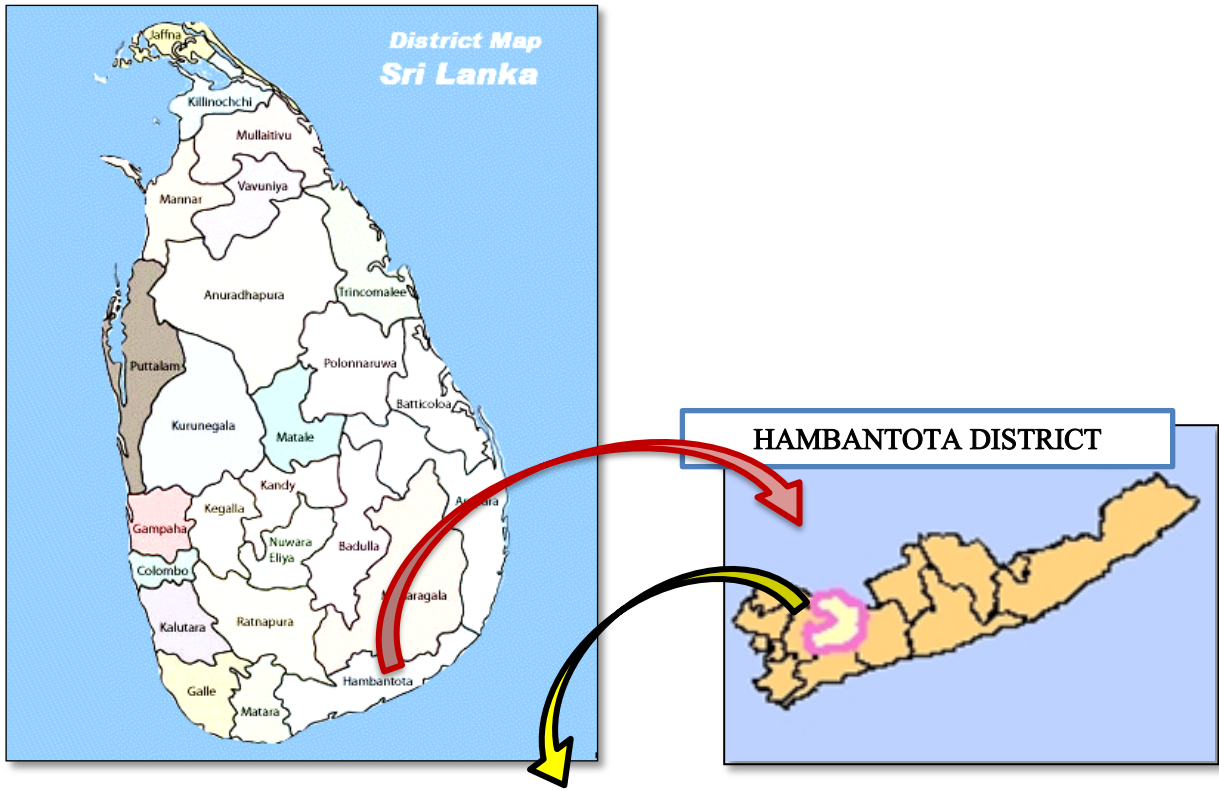 District Map
Sri Lanka
Jaffna
Killinochchi
Mullaitivu
Vavuniya
Mannar
Anuradhapura
Trincomalee
Puttalam
Polonnaruwa
Batticoloa
Kurunegala
Matale
HAMBANTOTA DISTRICT
Kandy
Kegalla
Gampaha
Nuwara
Eliya
Badulla
Colombo
Ratnapura
Kalutara
Hambantota
Galle
Matara